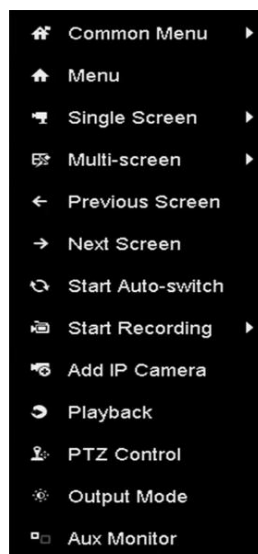 Common Menu
Menu
Single Screen
Multi-screen
Previous Screen
Next Screen
Start Auto-switch
Start Recording
Add IP Camera
Playback
PTZ Control
Output Mode
Aux Monitor